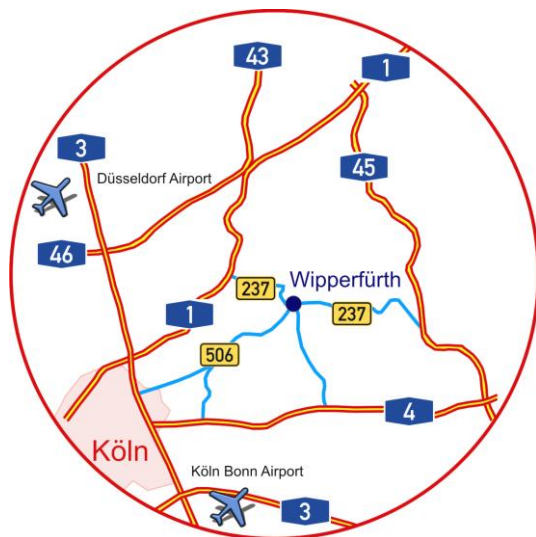 43
1
3
Düsseldorf Airport
45
46
Wipperfürth
237
237
1
506
4
Köln
Köln Bonn Airport
3